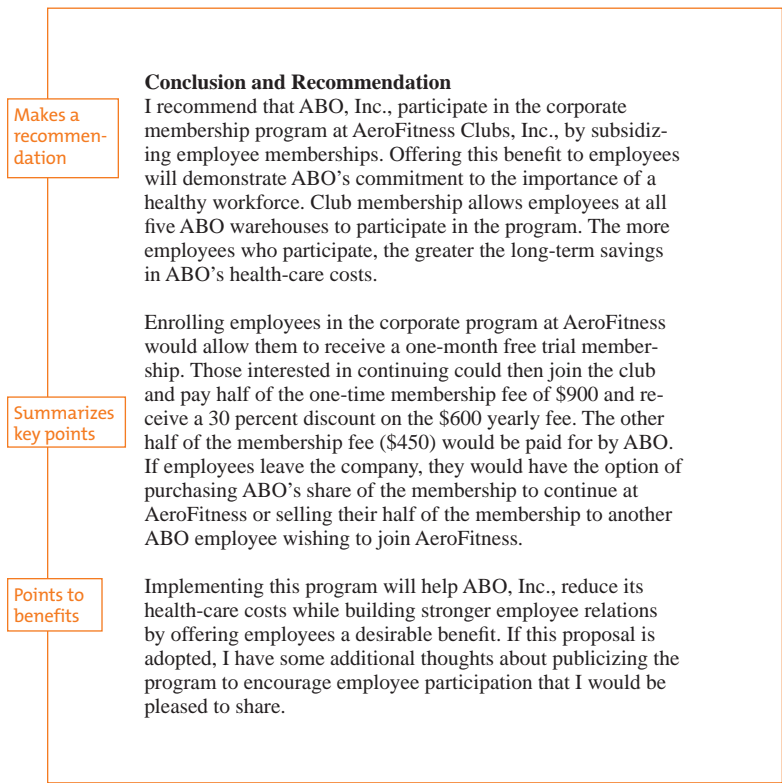 Conclusion and Recommendation
Makes a
recommen-
dation
I recommend that ABO, Inc., participate in the corporate
membership program at AeroFitness Clubs, Inc., by subsidiz-
ing employee memberships. Offering this benefit to employees
will demonstrate ABO's commitment to the importance of a
healthy workforce. Club membership allows employees at all
five ABO warehouses to participate in the program. The more
employees who participate, the greater the long-term savings
in ABO's health-care costs.
Summarizes
key points
Enrolling employees in the corporate program at AeroFitness
would allow them to receive a one-month free trial member-
ship. Those interested in continuing could then join the club
and pay half of the one-time membership fee of $900 and re-
ceive a 30 percent discount on the $600 yearly fee. The other
half of the membership fee ($450) would be paid for by ABO.
If employees leave the company, they would have the option of
purchasing ABO's share of the membership to continue at
AeroFitness or selling their half of the membership to another
ABO employee wishing to join AeroFitness.
Points to
benefits
Implementing this program will help ABO, Inc., reduce its
health-care costs while building stronger employee relations
by offering employees a desirable benefit. If this proposal is
adopted, I have some additional thoughts about publicizing the
program to encourage employee participation that I would be
pleased to share.